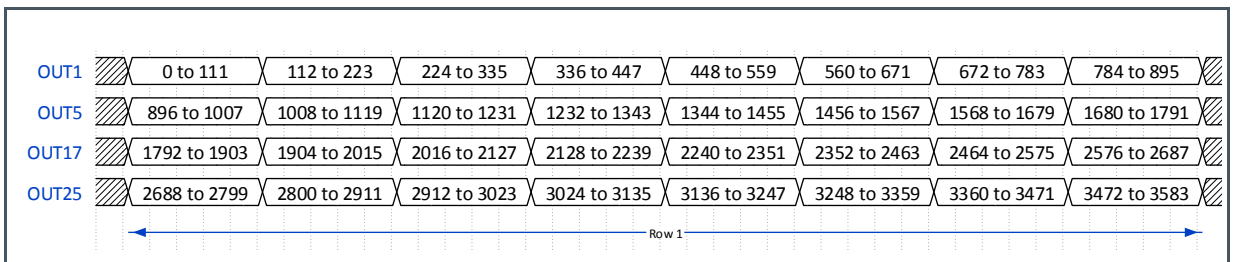 OUT1 0 to 111 112 to 223 224 to 335 336 to 447 448 to 559 560 to 671 672 to 783 784 to 895
OUT5 896 to 1007 1008 to 1119 1120 to 1231 1232 to 1343 1344 to 1455 1456 to 1567 1568 to 1679 1680 to 1791
OUT17 1792 to 1903 1904 to 2015 2016 to 2127 2128 to 2239 2240 to 2351 2352 to 2463 2464 to 2575 2576 to 2687
OUT25 2688 to 2799 2800 to 2911 2912 to 3023 3024 to 3135 3136 to 3247 3248 to 3359 3360 to 3471 3472 to 3583
Row 1